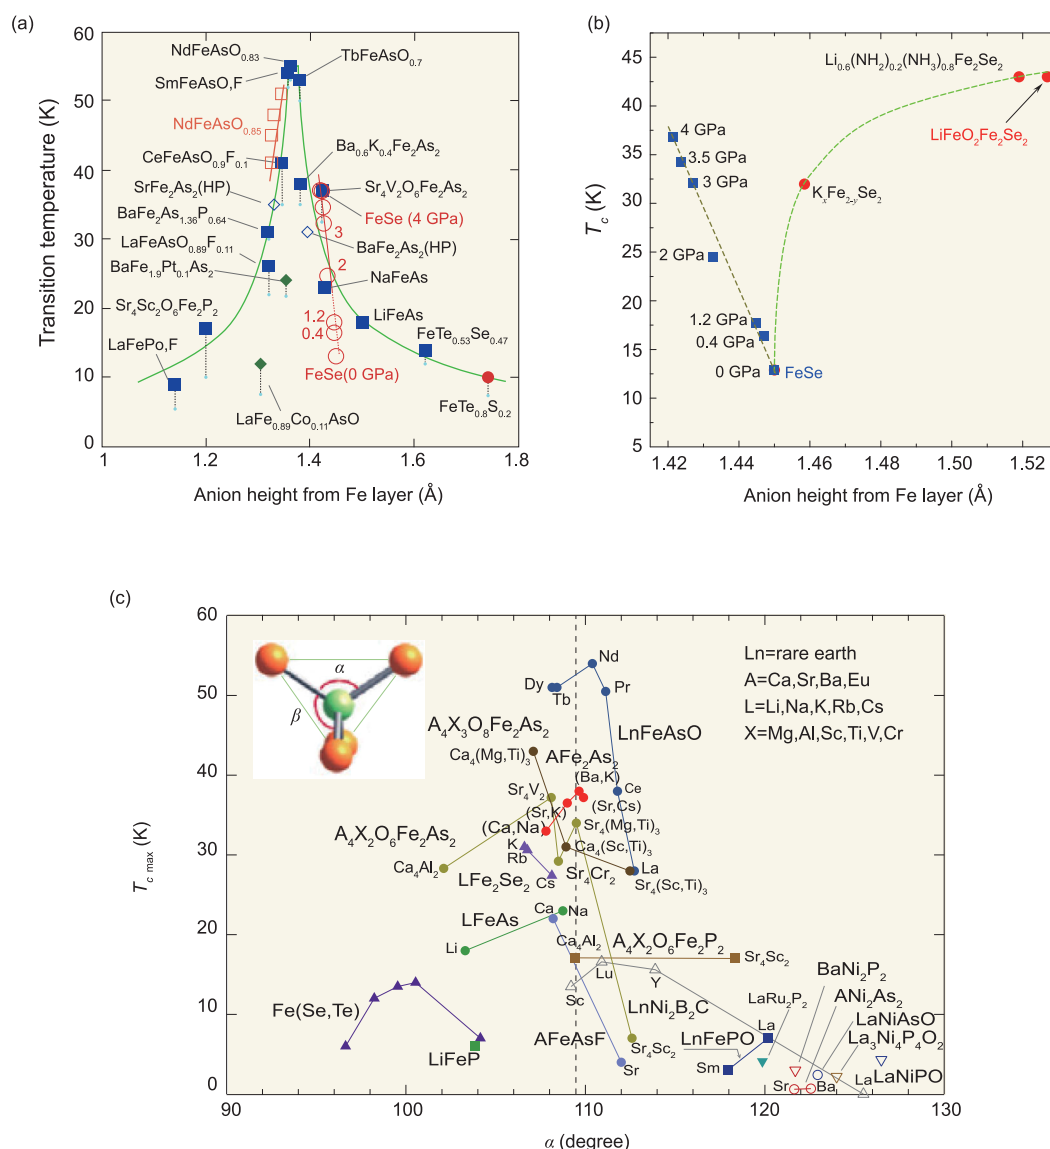 (a)
Transition temperature (K)
60
50
40
30
20
10
0
1
1.2
1.4
1.6
1.8
Anion height from Fe layer (Å)
NdFeAsO₀.₈₃
TbFeAsO₀.₇
SmFeAsO,F
NdFeAsO₀.₈₅
CeFeAsO₀.₉F₀.₁
Ba₀.₆K₀.₄Fe₂As₂
SrFe₂As₂(HP)
Sr₄V₂O₆Fe₂As₂
BaFe₂As₁.₃₆P₀.₆₄
FeSe (4 GPa)
3
LaFeAsO₀.₈₉F₀.₁₁
BaFe₂As₂(HP)
BaFe₁.₉Pt₀.₁As₂
2
NaFeAs
Sr₄Sc₂O₆Fe₂P₂
1.2
LiFeAs
0.4
FeTe₀.₅₃Se₀.₄₇
LaFePo,F
FeSe(0 GPa)
FeTe₀.₈S₀.₂
LaFe₀.₈₉Co₀.₁₁AsO
(b)
T_c (K)
45
40
35
30
25
20
15
10
5
1.42
1.44
1.46
1.48
1.50
1.52
Anion height from Fe layer (Å)
Li₀.₆(NH₂)₀.₂(NH₃)₀.₈Fe₂Se₂
LiFeO₂Fe₂Se₂
4 GPa
3.5 GPa
3 GPa
KₓFe₂₋ᵧSe₂
2 GPa
1.2 GPa
0.4 GPa
0 GPa
FeSe
(c)
T_c max (K)
60
50
40
30
20
10
0
90
100
110
120
130
α (degree)
α
β
Ln=rare earth
A=Ca,Sr,Ba,Eu
L=Li,Na,K,Rb,Cs
X=Mg,Al,Sc,Ti,V,Cr
Nd
Dy
Tb
Pr
LnFeAsO
A₄X₃O₈Fe₂As₂
Ca₄(Mg,Ti)₃
AFe₂As₂
(Ba,K)
Ce
Sr₄V₂
(Sr,K)
(Sr,Cs)
(Ca,Na)
Sr₄(Mg,Ti)₃
A₄X₂O₆Fe₂As₂
K
Rb
Ca₄(Sc,Ti)₃
Ca₄Al₂
LFe₂Se₂
Cs
Sr₄Cr₂
La
Sr₄(Sc,Ti)₃
LFeAs
Ca
Na
Li
Ca₄Al₂
A₄X₂O₆Fe₂P₂
Sr₄Sc₂
Lu
Y
Sc
BaNi₂P₂
ANi₂As₂
LaRu₂P₂
LnNi₂B₂C
LaNiAsO
La
Fe(Se,Te)
LiFeP
AFeAsF
Sr₄Sc₂
LnFePO
La₃Ni₄P₄O₂
Sr
Sm
Sr
Ba
La
LaNiPO